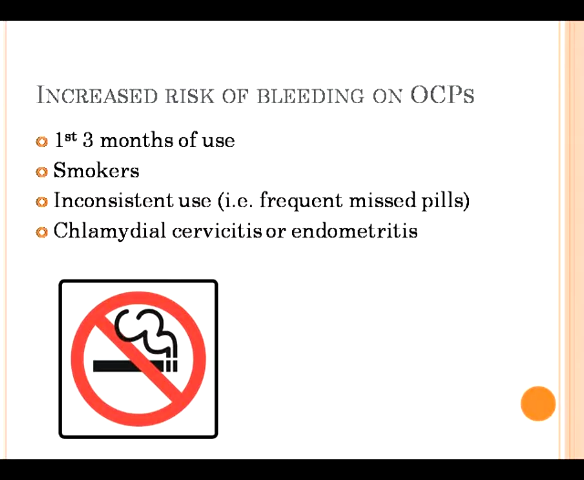 INCREASED RISK OF BLEEDING ON OCPS
1st 3 months of use
Smokers
Inconsistent use (i.e. frequent missed pills)
Chlamydial cervicitis or endometritis